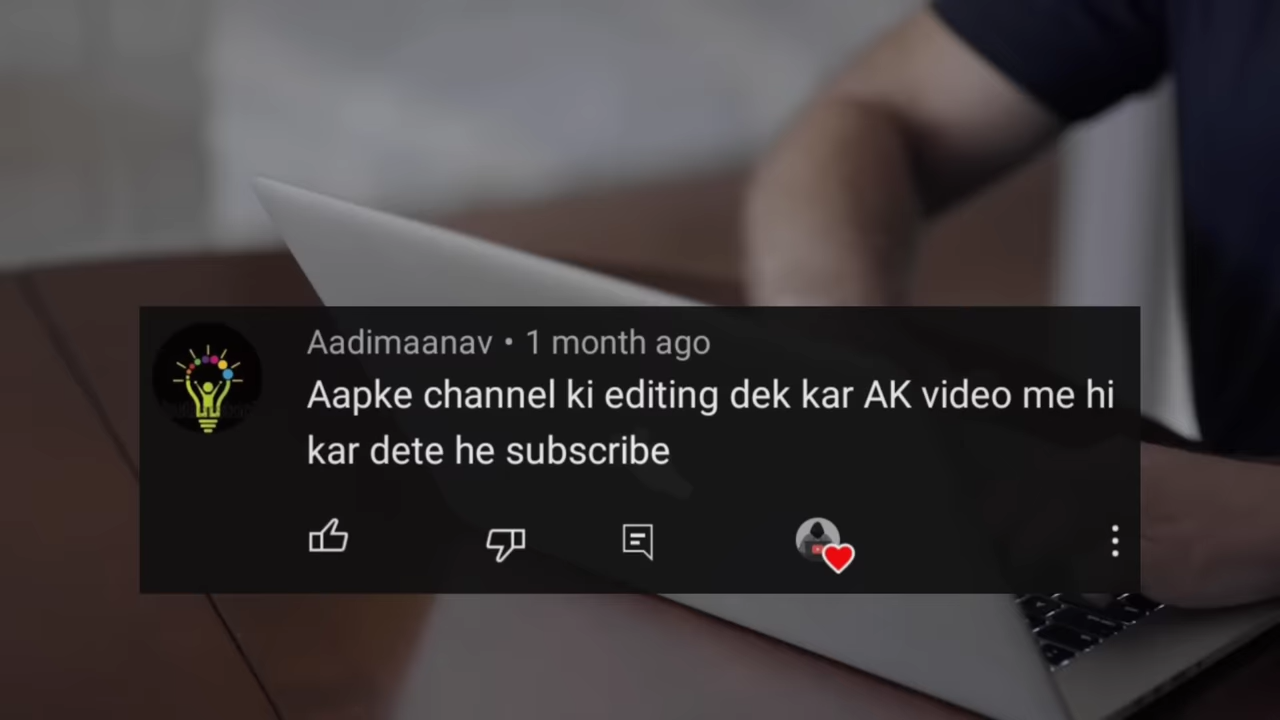 Aadimaanav • 1 month ago
Aapke channel ki editing dek kar AK video me hi
kar dete he subscribe